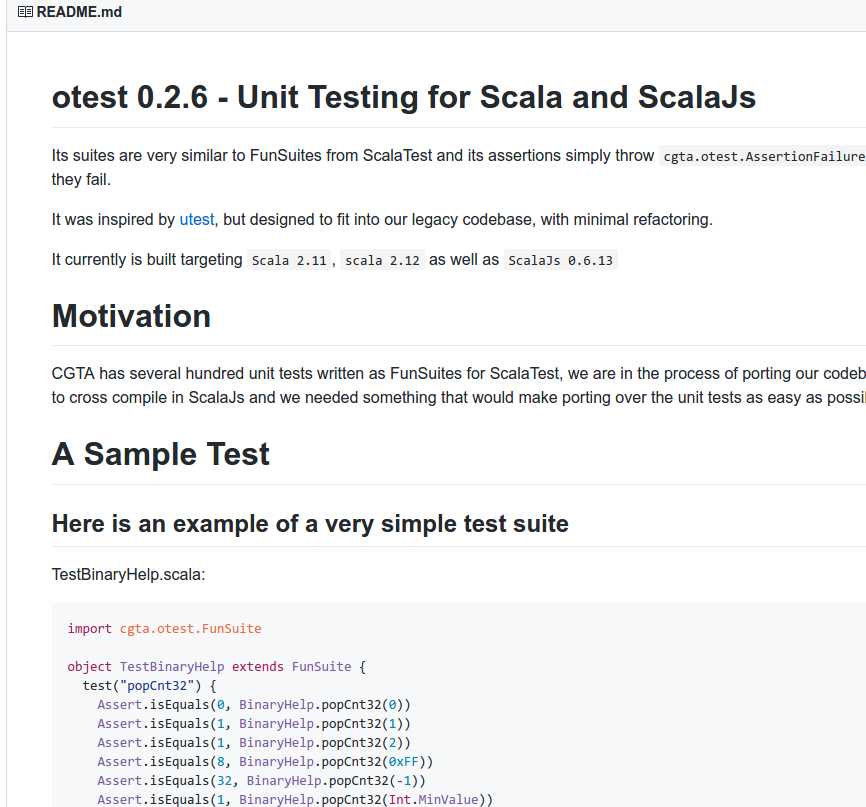 README.md
otest 0.2.6 - Unit Testing for Scala and ScalaJs
Its suites are very similar to FunSuites from ScalaTest and its assertions simply throw cgta.otest.AssertionFailure
they fail.
It was inspired by utest, but designed to fit into our legacy codebase, with minimal refactoring.
It currently is built targeting Scala 2.11 , scala 2.12 as well as ScalaJs 0.6.13
Motivation
CGTA has several hundred unit tests written as FunSuites for ScalaTest, we are in the process of porting our codeb
to cross compile in ScalaJs and we needed something that would make porting over the unit tests as easy as possi
A Sample Test
Here is an example of a very simple test suite
TestBinaryHelp.scala:
import cgta.otest.FunSuite
object TestBinaryHelp extends FunSuite {
test("popCnt32") {
Assert.isEquals(0, BinaryHelp.popCnt32(0))
Assert.isEquals(1, BinaryHelp.popCnt32(1))
Assert.isEquals(1, BinaryHelp.popCnt32(2))
Assert.isEquals(8, BinaryHelp.popCnt32(0xFF))
Assert.isEquals(32, BinaryHelp.popCnt32(-1))
Assert.isEquals(1, BinaryHelp.popCnt32(Int.MinValue))